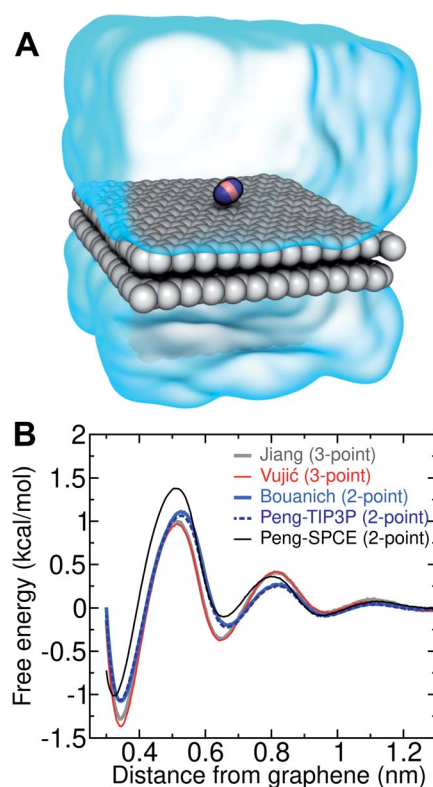 A
B
2
1.5
1
0.5
0
-0.5
-1
-1.5
Free energy (kcal/mol)
Jiang (3-point)
Vujić (3-point)
Bouanich (2-point)
Peng-TIP3P (2-point)
Peng-SPCE (2-point)
0.4 0.6 0.8 1 1.2
Distance from graphene (nm)